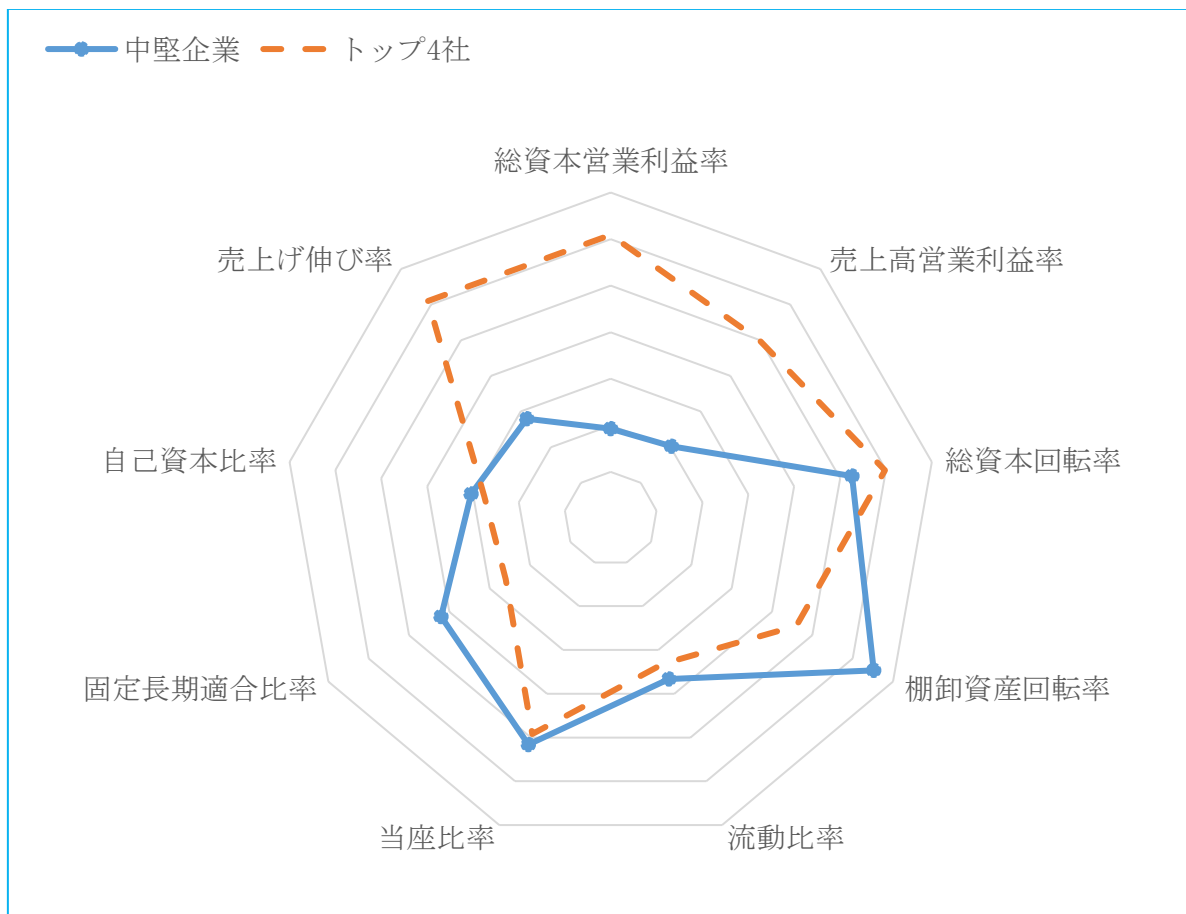 中堅企業 トップ4社
総資本営業利益率
売上げ伸び率
売上高営業利益率
自己資本比率
総資本回転率
固定長期適合比率
棚卸資産回転率
当座比率
流動比率